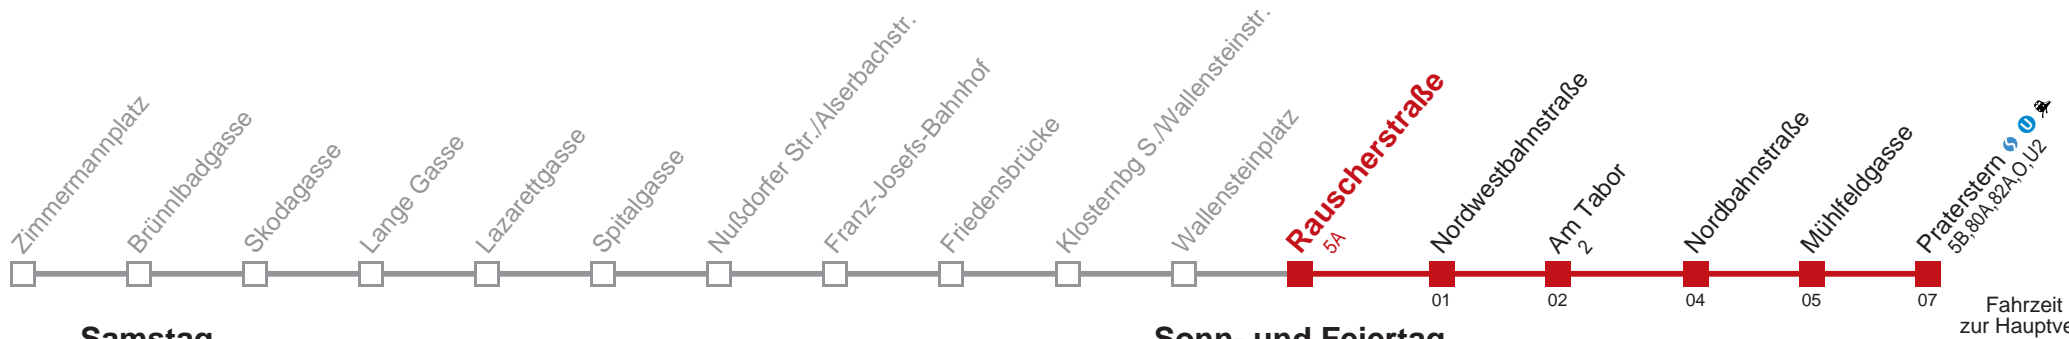 Zimmermannplatz
Brünnlbadgasse
Skodagasse
Lange Gasse
Lazarettgasse
Spitalgasse
Nußdorfer Str./Alserbachstr.
Franz-Josefs-Bahnhof
Friedensbrücke
Klosternbg S./Wallensteinstr.
Wallensteinplatz
Rauscherstraße
5A
Nordwestbahnstraße
Am Tabor
2
Nordbahnstraße
Mühlfeldgasse
Praterstern S U
5B,80A,82A,O,U2
01
02
04
05
07
Fahrzeit
zur Hauptve
Samstag
Sonn- und Feiertag